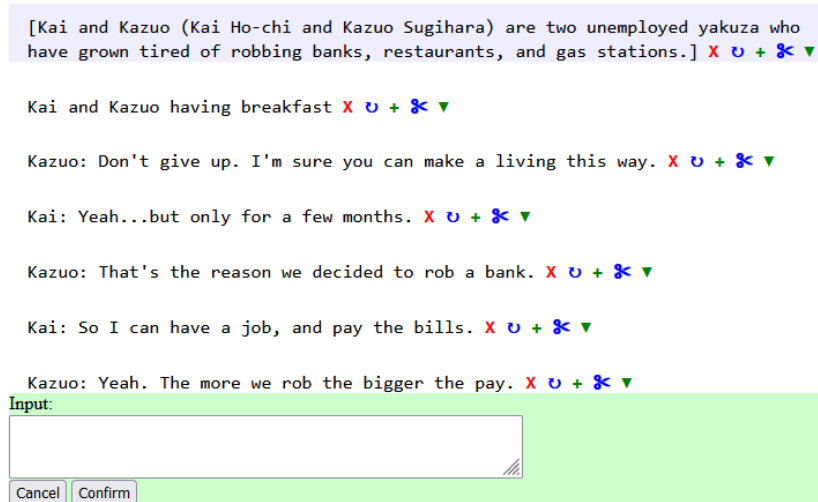 [Kai and Kazuo (Kai Ho-chi and Kazuo Sugihara) are two unemployed yakuza who
have grown tired of robbing banks, restaurants, and gas stations.] X ↻ + ✂ ▼
Kai and Kazuo having breakfast X ↻ + ✂ ▼
Kazuo: Don't give up. I'm sure you can make a living this way. X ↻ + ✂ ▼
Kai: Yeah...but only for a few months. X ↻ + ✂ ▼
Kazuo: That's the reason we decided to rob a bank. X ↻ + ✂ ▼
Kai: So I can have a job, and pay the bills. X ↻ + ✂ ▼
Kazuo: Yeah. The more we rob the bigger the pay. X ↻ + ✂ ▼
Input:
Cancel Confirm